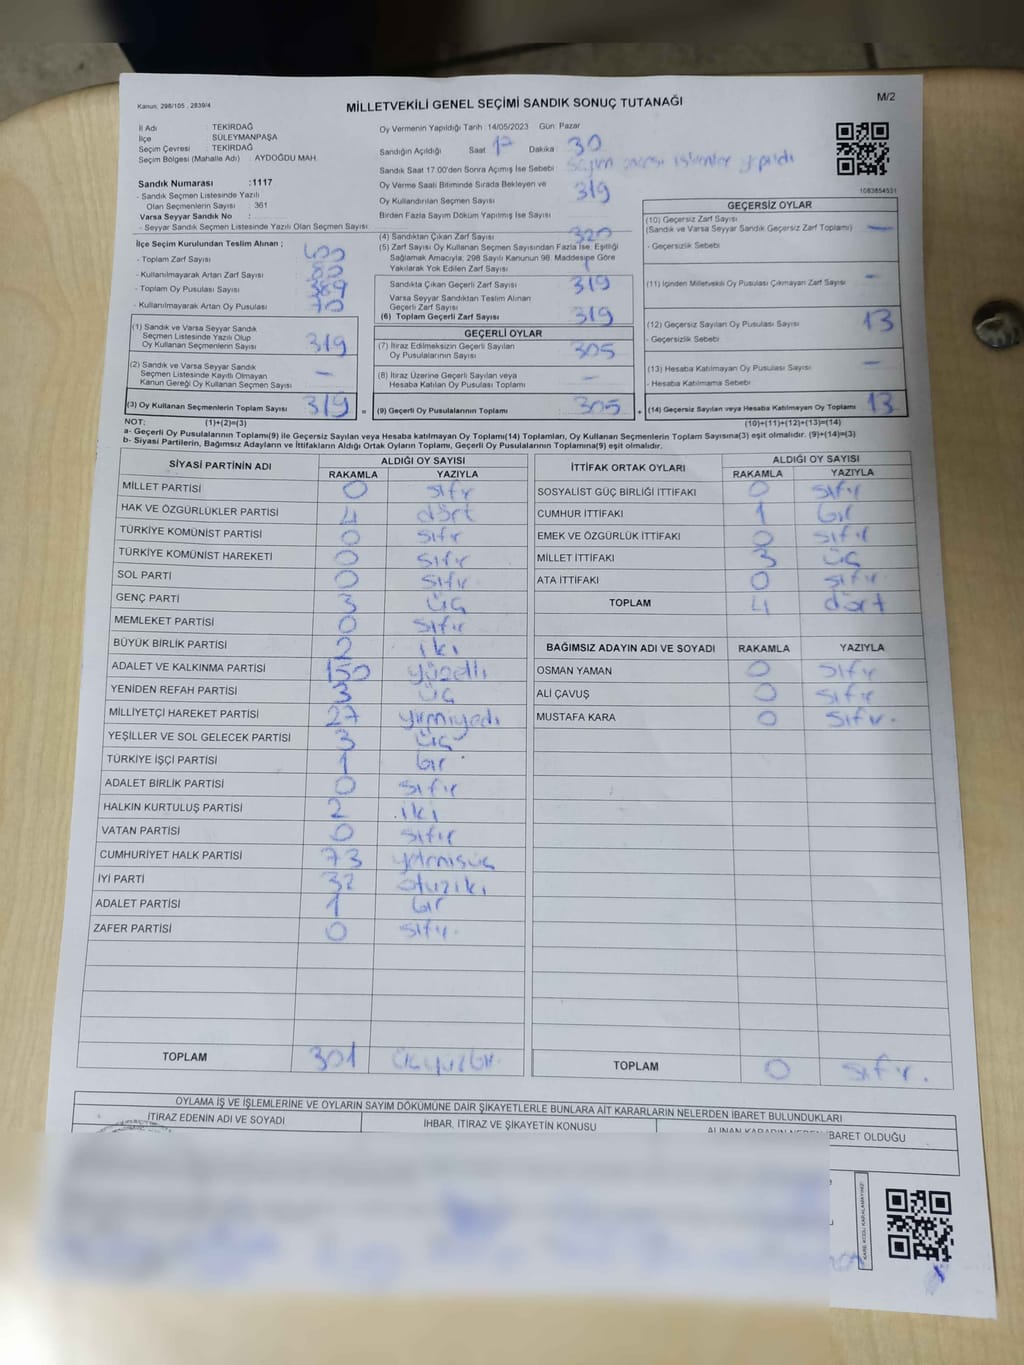 Kanun, 298/105 , 2839/4
M/2
MİLLETVEKİLİ GENEL SEÇİMİ SANDIK SONUÇ TUTANAĞI
İl Adı : TEKİRDAĞ
İlçe : SÜLEYMANPAŞA
Seçim Çevresi : TEKİRDAĞ
Seçim Bölgesi (Mahalle Adı) : AYDOĞDU MAH.
Sandık Numarası :1117
- Sandık Seçmen Listesinde Yazılı
Olan Seçmenlerin Sayısı : 361
Varsa Seyyar Sandık No :
- Seyyar Sandık Seçmen Listesinde Yazılı Olan Seçmen Sayısı
Oy Vermenin Yapıldığı Tarih :14/05/2023 Gün: Pazar
Sandığın Açıldığı Saat 17 Dakika : 30
Sandık Saat 17:00'den Sonra Açımış İse Sebebi : seçim öncesi işlemler yapıldı
Oy Verme Saati Bitiminde Sırada Bekleyen ve
Oy Kullandırılan Seçmen Sayısı : 319
Birden Fazla Sayım Döküm Yapılmış İse Sayısı :
1083854531
İlçe Seçim Kurulundan Teslim Alınan ;
- Toplam Zarf Sayısı :
- Kullanılmayarak Artan Zarf Sayısı :
- Toplam Oy Pusulası Sayısı : 389
- Kullanılmayarak Artan Oy Pusulası : 70
(1) Sandık ve Varsa Seyyar Sandık
Seçmen Listesinde Yazılı Olup
Oy Kullanan Seçmenlerin Sayısı : 319
(2) Sandık ve Varsa Seyyar Sandık
Seçmen Listesinde Kayıtlı Olmayan
Kanun Gereği Oy Kullanan Seçmen Sayısı : —
(3) Oy Kullanan Seçmenlerin Toplam Sayısı : 319 =
(4) Sandıktan Çıkan Zarf Sayısı : 320
(5) Zarf Sayısı Oy Kullanan Seçmen Sayısından Fazla İse, Eşitliği
Sağlamak Amacıyla, 298 Sayılı Kanunun 98. Maddesine Göre
Yakılarak Yok Edilen Zarf Sayısı : 1
Sandıkta Çıkan Geçerli Zarf Sayısı : 319
Varsa Seyyar Sandıktan Teslim Alınan
Geçerli Zarf Sayısı
(6) Toplam Geçerli Zarf Sayısı : 319
GEÇERLİ OYLAR
(7) İtiraz Edilmeksizin Geçerli Sayılan
Oy Pusulalarının Sayısı : 305
(8) İtiraz Üzerine Geçerli Sayılan veya
Hesaba Katılan Oy Pusulası Toplamı : —
(9) Geçerli Oy Pusulalarının Toplamı : 305 +
GEÇERSİZ OYLAR
(10) Geçersiz Zarf Sayısı
(Sandık ve Varsa Seyyar Sandık Geçersiz Zarf Toplamı) : —
- Geçersizlik Sebebi :
(11) İçinden Milletvekili Oy Pusulası Çıkmayan Zarf Sayısı : —
(12) Geçersiz Sayılan Oy Pusulası Sayısı : 13
- Geçersizlik Sebebi :
(13) Hesaba Katılmayan Oy Pusulası Sayısı : —
- Hesaba Katılmama Sebebi :
(14) Geçersiz Sayılan veya Hesaba Katılmayan Oy Toplamı : 13
NOT: (1)+(2)=(3) (10)+(11)+(12)+(13)=(14)
a- Geçerli Oy Pusulalarının Toplamı(9) ile Geçersiz Sayılan veya Hesaba katılmayan Oy Toplamı(14) Toplamları, Oy Kullanan Seçmenlerin Toplam Sayısına(3) eşit olmalıdır. (9)+(14)=(3)
b- Siyasi Partilerin, Bağımsız Adayların ve İttifakların Aldığı Ortak Oyların Toplamı, Geçerli Oy Pusulalarının Toplamına(9) eşit olmalıdır.
SİYASİ PARTİNİN ADI ALDIĞI OY SAYISI
RAKAMLA YAZIYLA
MİLLET PARTİSİ 0 sıfır
HAK VE ÖZGÜRLÜKLER PARTİSİ 4 dört
TÜRKİYE KOMÜNİST PARTİSİ 0 sıfır
TÜRKİYE KOMÜNİST HAREKETİ 0 sıfır
SOL PARTİ 0 sıfır
GENÇ PARTİ 3 üç
MEMLEKET PARTİSİ 0 sıfır
BÜYÜK BİRLİK PARTİSİ 2 iki
ADALET VE KALKINMA PARTİSİ 150 yüzelli
YENİDEN REFAH PARTİSİ 3 üç
MİLLİYETÇİ HAREKET PARTİSİ 27 yirmiyedi
YEŞİLLER VE SOL GELECEK PARTİSİ 3 üç
TÜRKİYE İŞÇİ PARTİSİ 1 bir
ADALET BİRLİK PARTİSİ 0 sıfır
HALKIN KURTULUŞ PARTİSİ 2 iki
VATAN PARTİSİ 0 sıfır
CUMHURİYET HALK PARTİSİ 73 yetmişüç
İYİ PARTİ 32 otuziki
ADALET PARTİSİ 1 bir
ZAFER PARTİSİ 0 sıfır
TOPLAM 301 üçyüzbir
İTTİFAK ORTAK OYLARI ALDIĞI OY SAYISI
RAKAMLA YAZIYLA
SOSYALİST GÜÇ BİRLİĞİ İTTİFAKI 0 sıfır
CUMHUR İTTİFAKI 1 bir
EMEK VE ÖZGÜRLÜK İTTİFAKI 0 sıfır
MİLLET İTTİFAKI 3 üç
ATA İTTİFAKI 0 sıfır
TOPLAM 4 dört
BAĞIMSIZ ADAYIN ADI VE SOYADI RAKAMLA YAZIYLA
OSMAN YAMAN 0 sıfır
ALİ ÇAVUŞ 0 sıfır
MUSTAFA KARA 0 sıfır.
TOPLAM 0 sıfır.
OYLAMA İŞ VE İŞLEMLERİNE VE OYLARIN SAYIM DÖKÜMÜNE DAİR ŞİKAYETLERLE BUNLARA AİT KARARLARIN NELERDEN İBARET BULUNDUKLARI
İTİRAZ EDENİN ADI VE SOYADI İHBAR, İTİRAZ VE ŞİKAYETİN KONUSU ALINAN KARARIN NEDEN İBARET OLDUĞU
KARE KODU KARALAMAYINIZ!